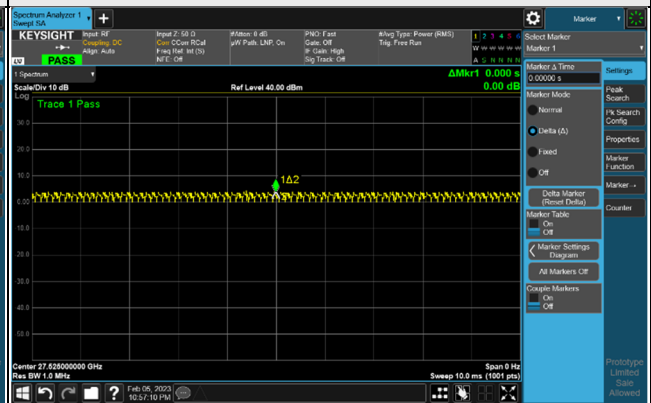 Spectrum Analyzer 1
Swept SA
+
Marker
KEYSIGHT
Input: RF
Coupling: DC
Align: Auto
Input Z: 50 Ω
Corr CCorr RCal
Freq Ref: Int (S)
NFE: Off
#Atten: 0 dB
µW Path: LNP, On
PNO: Fast
Gate: Off
IF Gain: High
Sig Track: Off
#Avg Type: Power (RMS)
Trig: Free Run
1 2 3 4 5 6
W W W W W W
A S N N N N
LVI PASS
Select Marker
Marker 1
1 Spectrum
ΔMkr1 0.000 s
0.00 dB
Scale/Div 10 dB
Ref Level 40.00 dBm
Log
Trace 1 Pass
30.0
20.0
10.0
0.00
10.0
20.0
30.0
40.0
50.0
1Δ2
Center 27.525000000 GHz
Res BW 1.0 MHz
Span 0 Hz
Sweep 10.0 ms (1001 pts)
Marker Δ Time
0.00000 s
Marker Mode
Normal
Delta (Δ)
Fixed
Off
Delta Marker
(Reset Delta)
Marker Table
On
Off
Marker Settings
Diagram
All Markers Off
Couple Markers
On
Off
Settings
Peak
Search
Pk Search
Config
Properties
Marker
Function
Marker→
Counter
Prototype
Limited
Sale
Allowed
?
Feb 05, 2023
10:57:10 PM